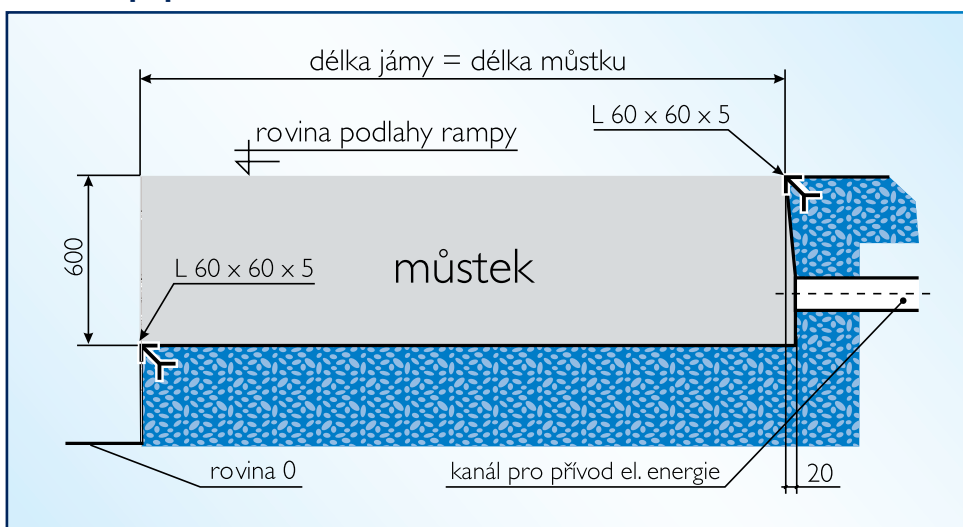 délka jámy = délka můstku
L 60 x 60 x 5
rovina podlahy rampy
600
L 60 x 60 x 5
můstek
rovina 0
kanál pro přívod el. energie
20